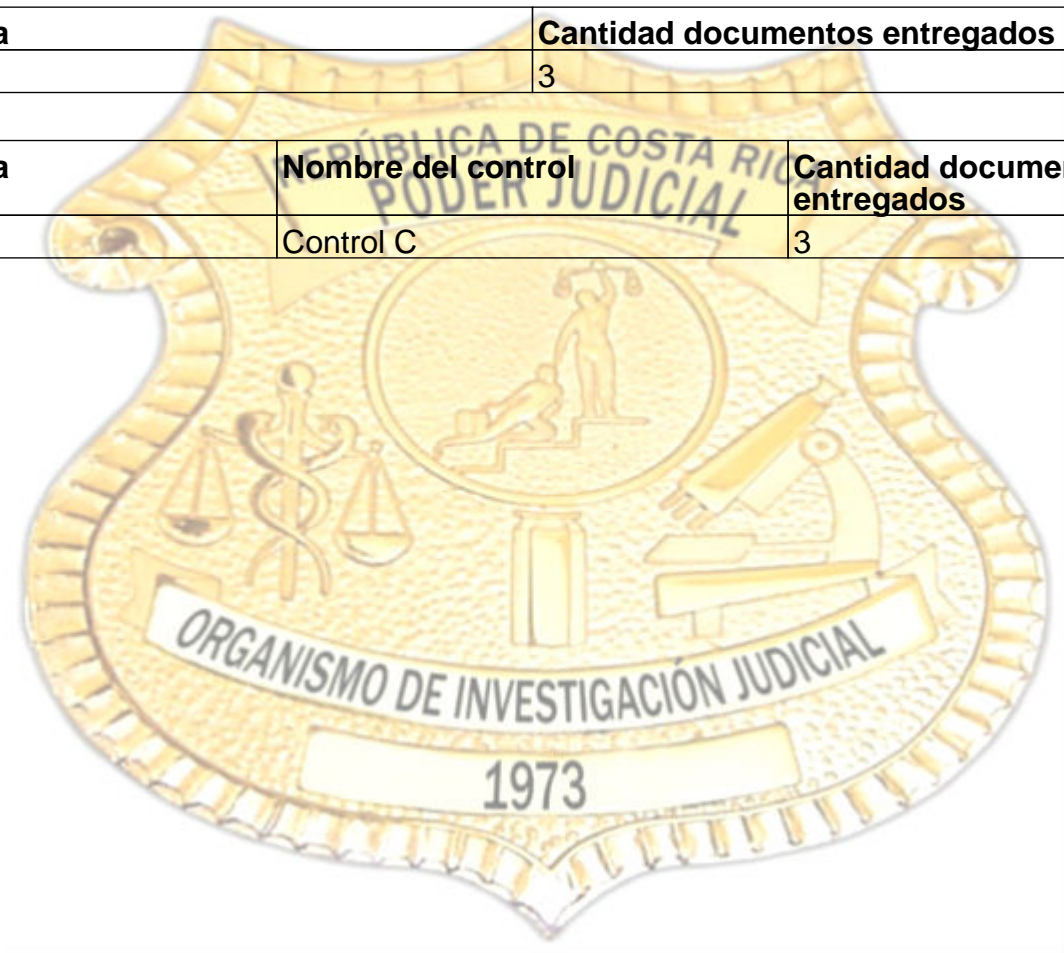 a Cantidad documentos entregados
3
a Nombre del control Cantidad documen
entregados
Control C 3
REPÚBLICA DE COSTA RICA
PODER JUDICIAL
ORGANISMO DE INVESTIGACIÓN JUDICIAL
1973